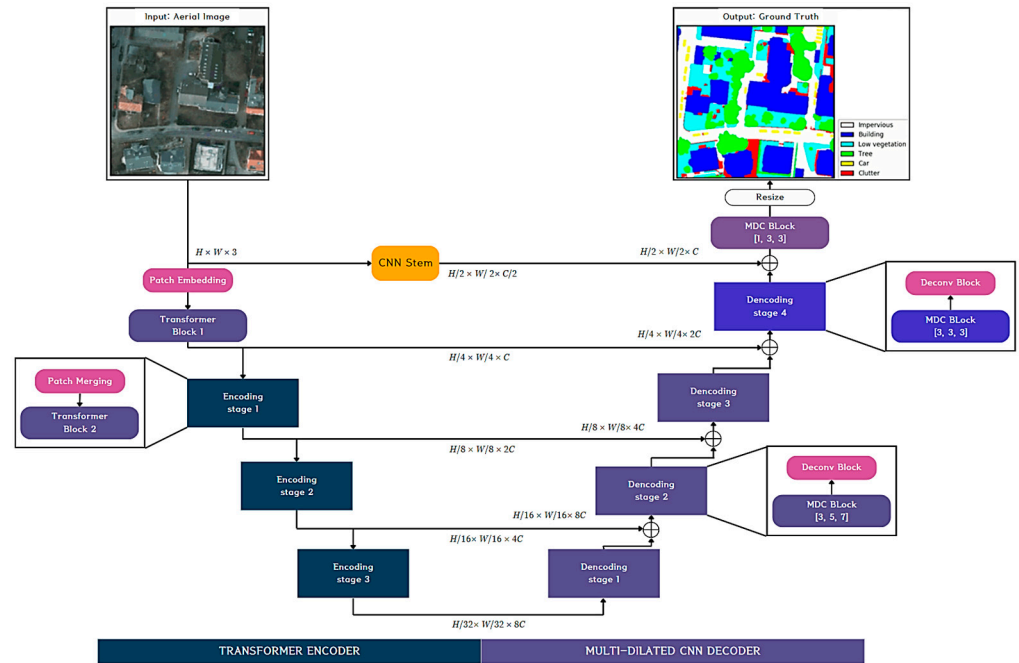 Input: Aerial Image
Output: Ground Truth
Impervious
Building
Low vegetation
Tree
Car
Clutter
Resize
MDC BLock
[1, 3, 3]
H × W × 3
CNN Stem
H/2 × W/ 2× C/2
H/2 × W/2× C
Patch Embedding
Transformer
Block 1
Dencoding
stage 4
Deconv Block
MDC BLock
[3, 3, 3]
H/4 × W/4× C
H/4 × W/4× 2C
Patch Merging
Transformer
Block 2
Encoding
stage 1
Dencoding
stage 3
H/8 × W/8× 2C
H/8 × W/8× 4C
Encoding
stage 2
Dencoding
stage 2
Deconv Block
MDC BLock
[3, 5, 7]
H/16× W/16 × 4C
H/16 × W/16× 8C
Encoding
stage 3
Dencoding
stage 1
H/32× W/32 × 8C
TRANSFORMER ENCODER
MULTI-DILATED CNN DECODER